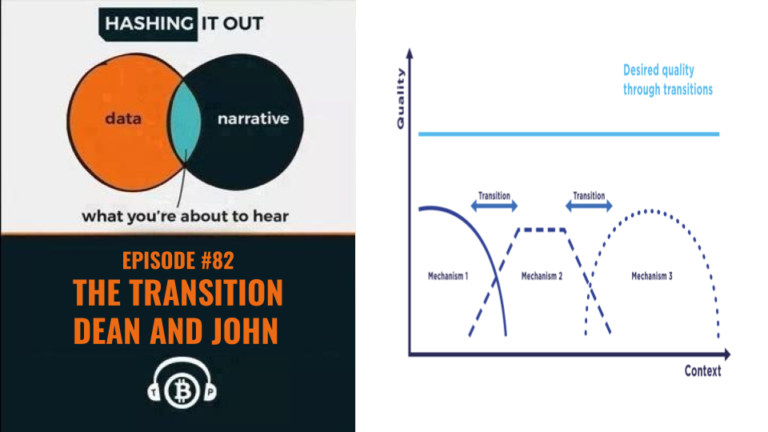 HASHING IT OUT
data
narrative
what you're about to hear
EPISODE #82
THE TRANSITION
DEAN AND JOHN
T
P
Quality
Desired quality
through transitions
Transition
Transition
Mechanism 1
Mechanism 2
Mechanism 3
Context